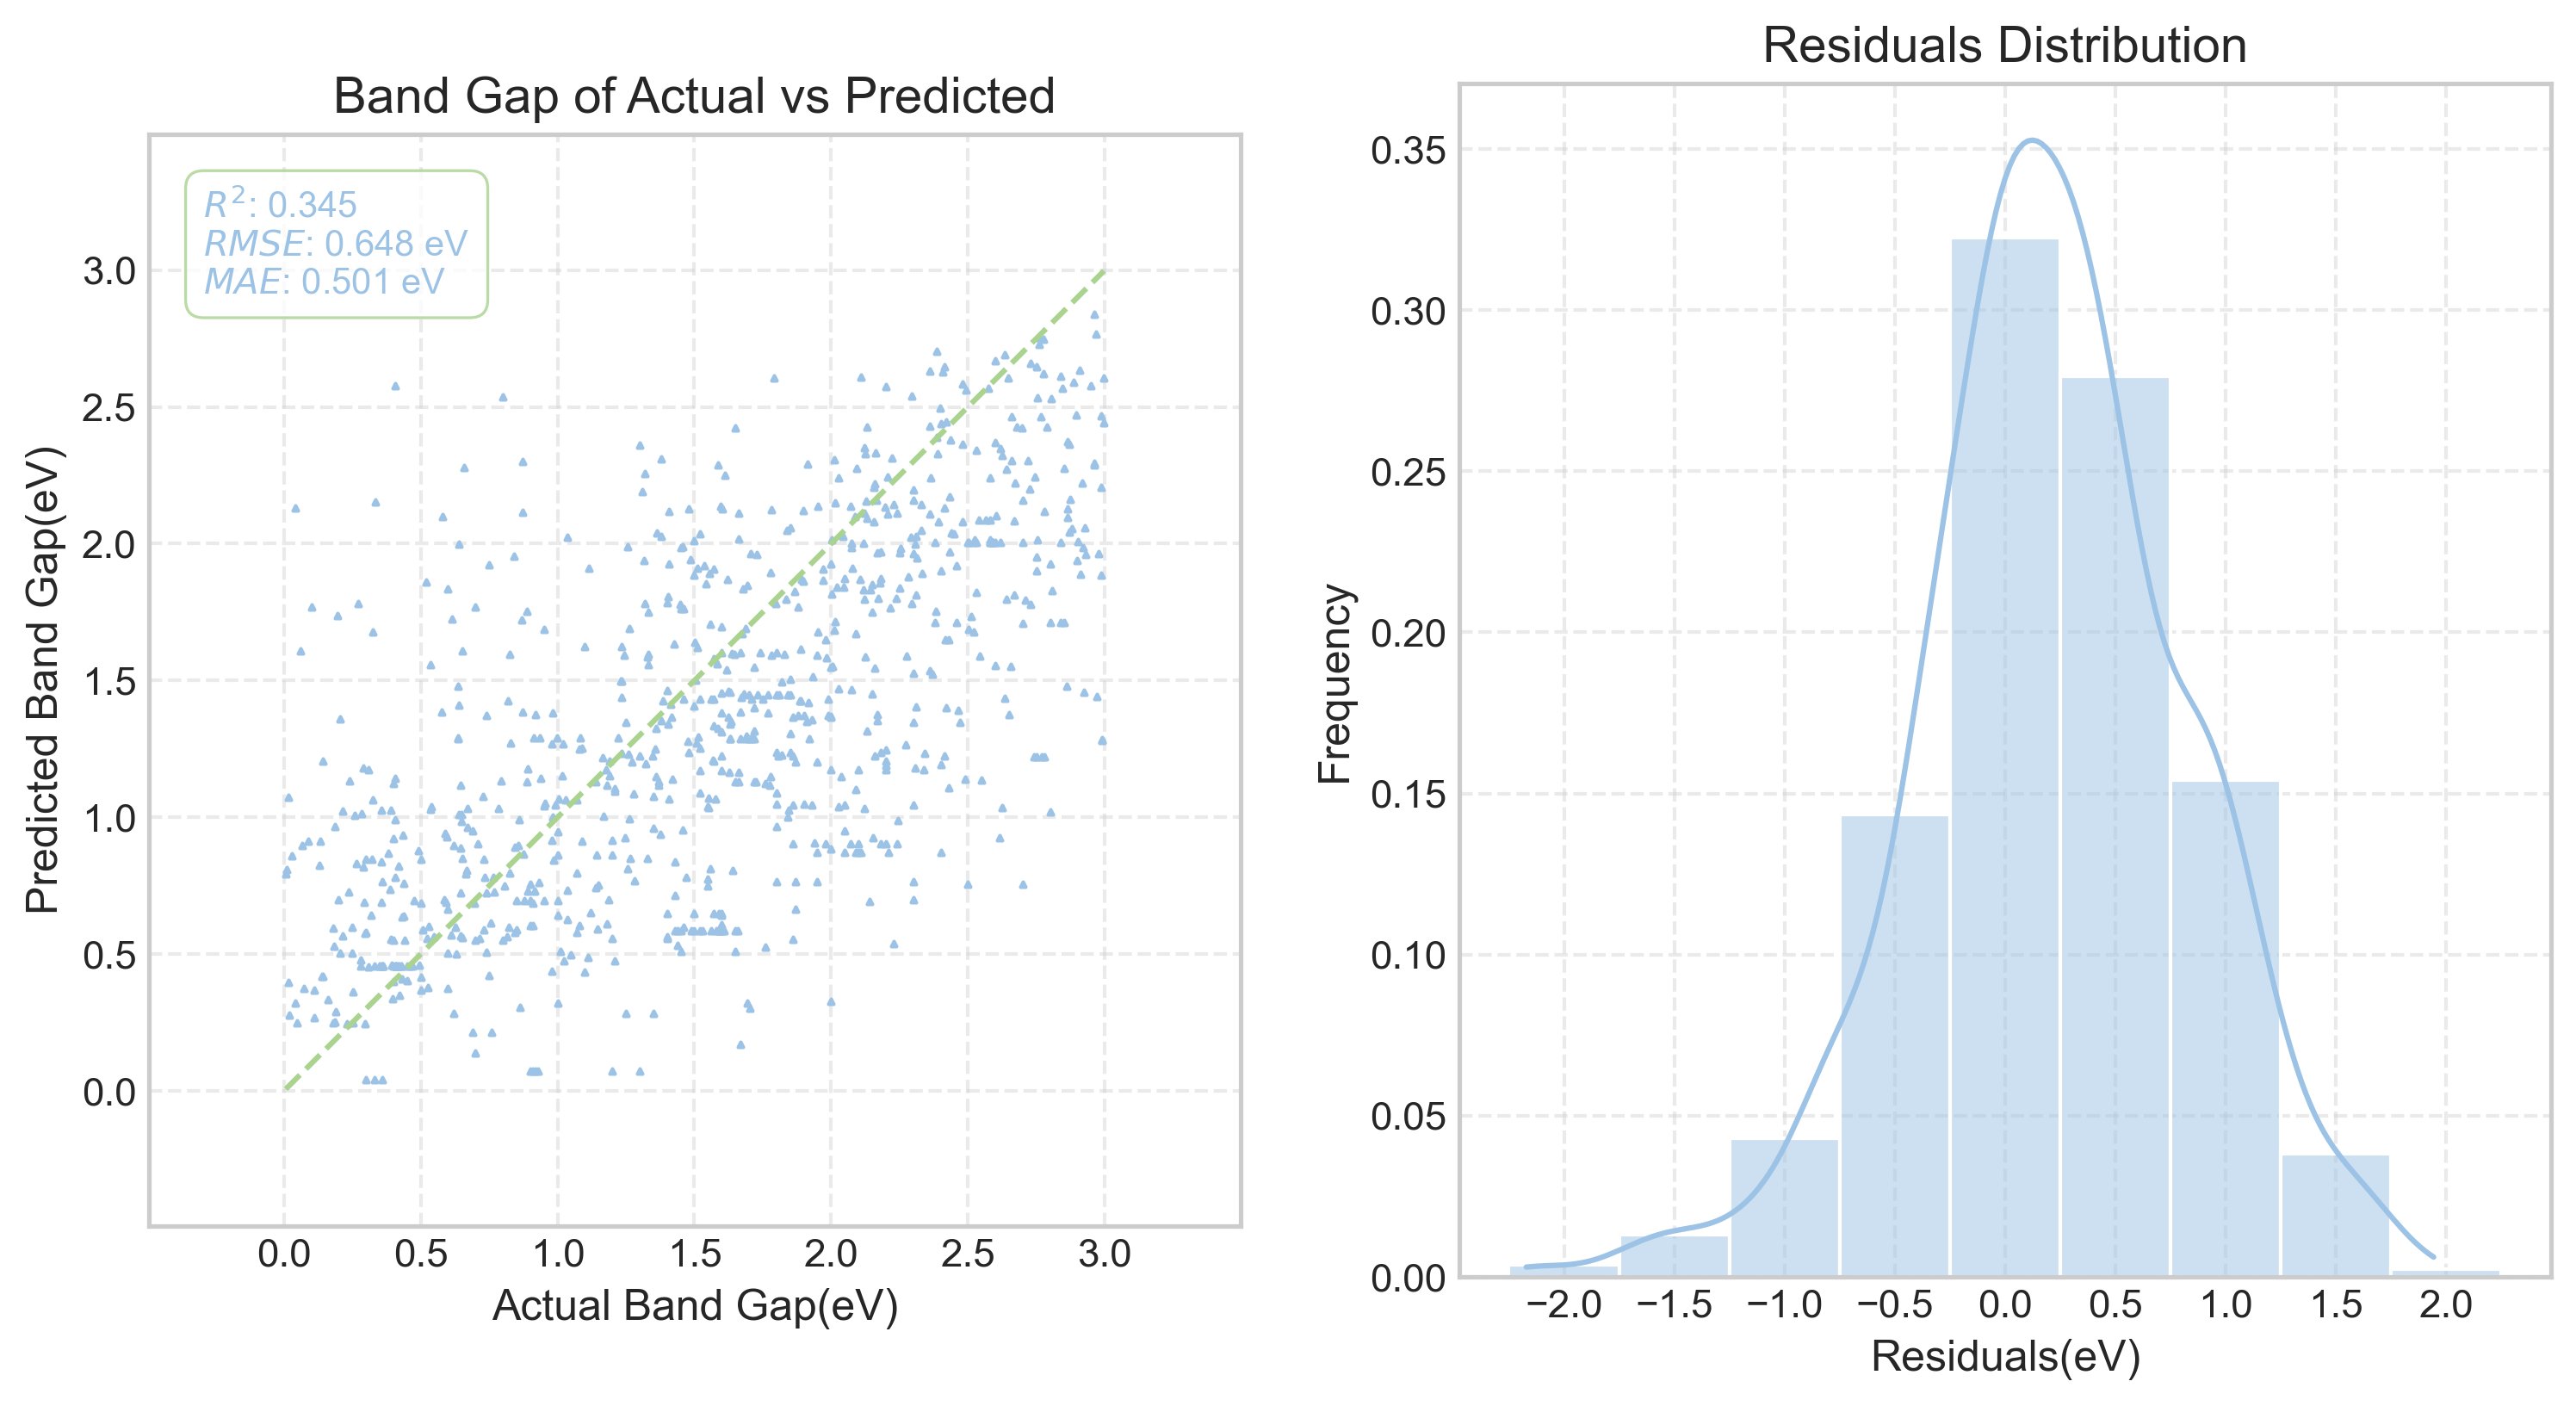 Band Gap of Actual vs Predicted
R²: 0.345
RMSE: 0.648 eV
MAE: 0.501 eV
Predicted Band Gap(eV)
3.0
2.5
2.0
1.5
1.0
0.5
0.0
0.0 0.5 1.0 1.5 2.0 2.5 3.0
Actual Band Gap(eV)
Residuals Distribution
Frequency
0.35
0.30
0.25
0.20
0.15
0.10
0.05
0.00
−2.0 −1.5 −1.0 −0.5 0.0 0.5 1.0 1.5 2.0
Residuals(eV)